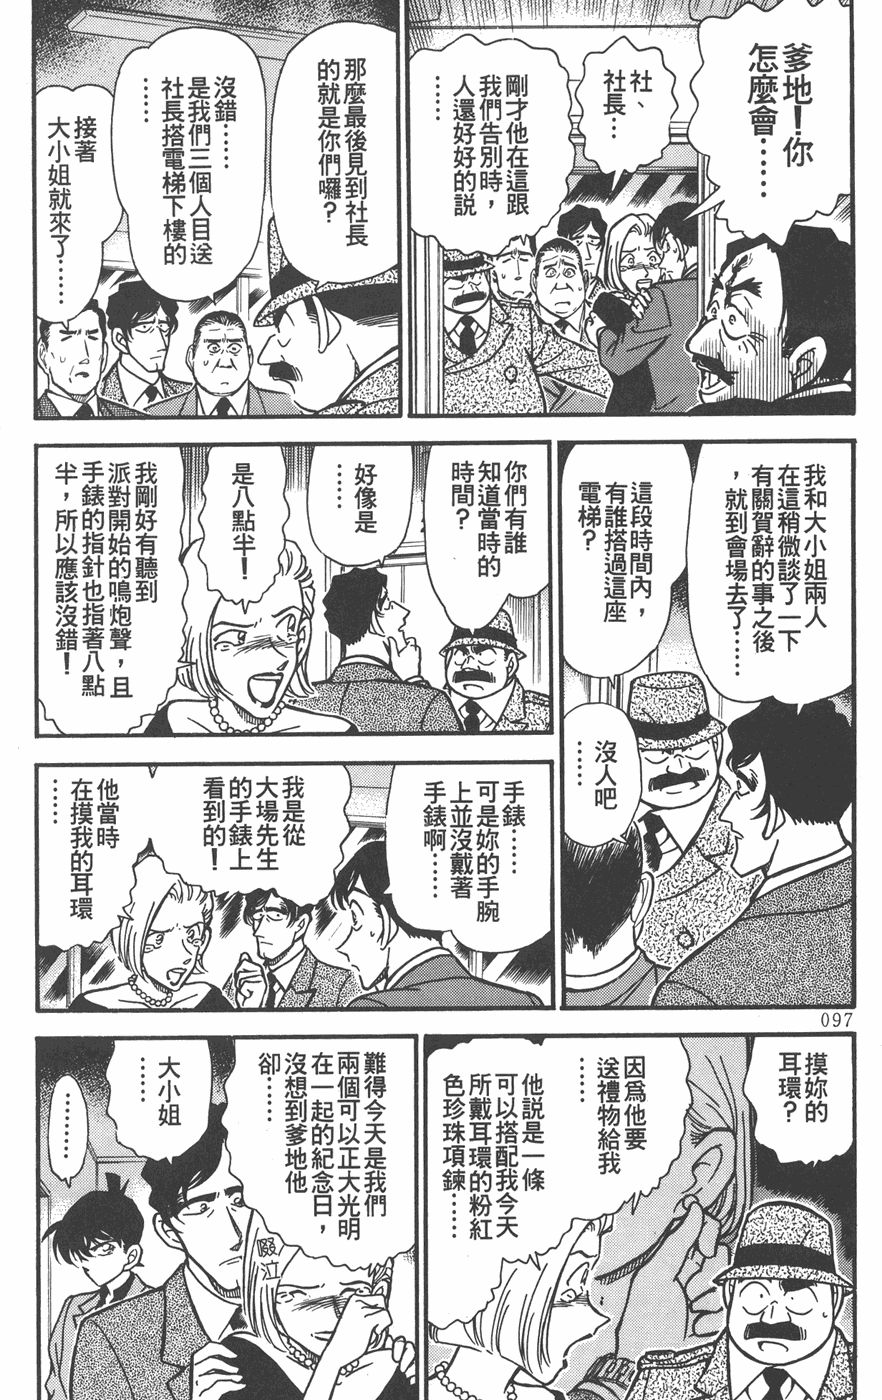 爹地！你
怎麼會……
社、
社長…
剛才他在這跟
我們告別時，
人還好好的說
……
那麼最後見到社長
的就是你們囉？
沒錯……
是我們三個人目送
社長搭電梯下樓的
……
接著
大小姐就來了……
我和大小姐兩人
在這稍微談了一下
有關賀辭的事之後
，就到會場去了……
這段時間內，
有誰搭過這座
電梯？
沒人吧
你們有誰
知道當時的
時間？
好像是
……
是八點半！
我剛好有聽到
派對開始的鳴炮聲，且
手錶的指針也指著八點
半，所以應該沒錯！
手錶……
可是妳的手腕
上並沒戴著
手錶啊……
我是從
大場先生
的手錶上
看到的！
他當時
在摸我的耳環
……
097
摸妳的
耳環？
因為他要
送禮物給我
他說是一條
可以搭配我今天
所戴耳環的粉紅
色珍珠項鍊……
難得今天是我們
兩個可以正大光明
在一起的紀念日，
沒想到爹地他
卻……
啜泣
大小姐
……
……